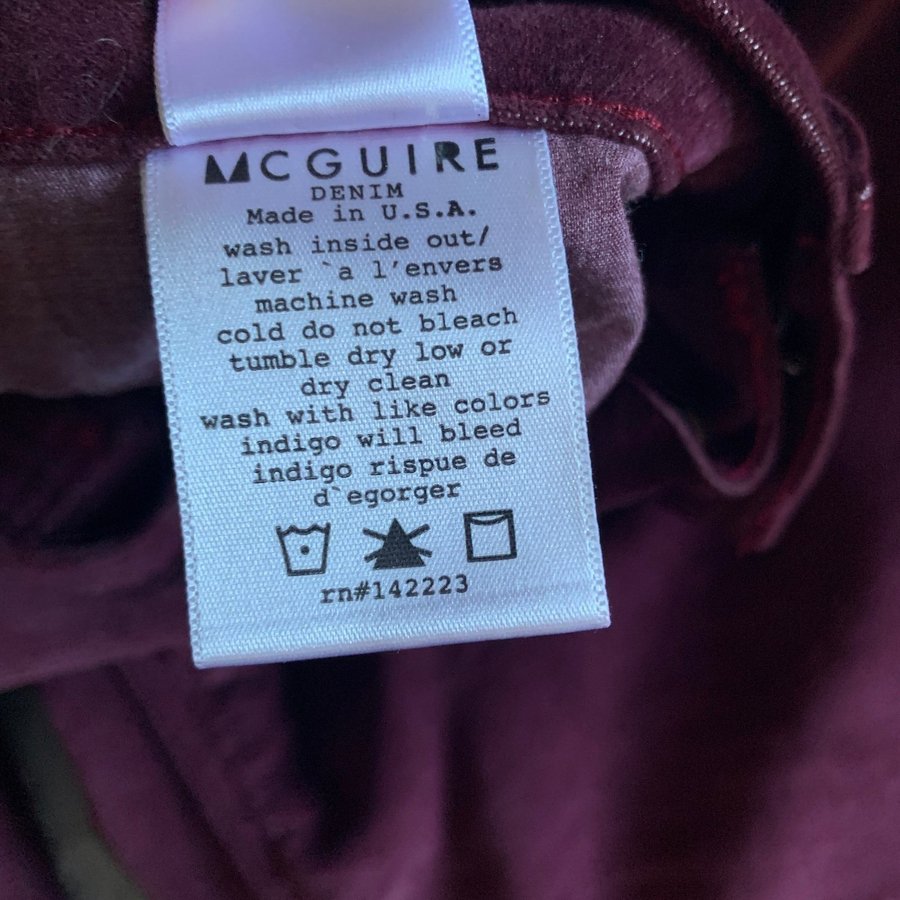 MCGUIRE
DENIM
Made in U.S.A.
wash inside out/
laver `a l'envers
machine wash
cold do not bleach
tumble dry low or
dry clean
wash with like colors
indigo will bleed
indigo rispue de
d`egorger
rn#142223